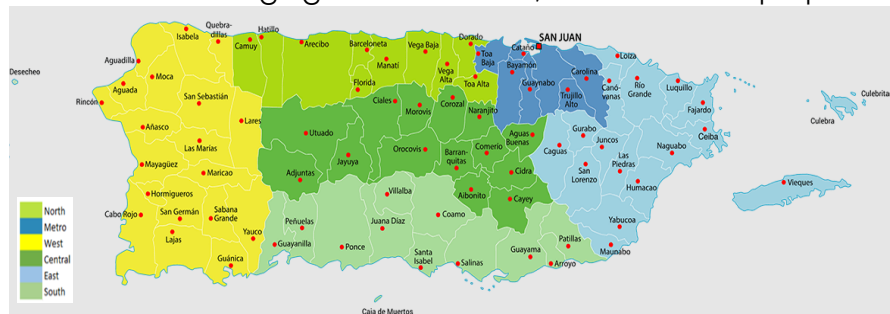 Isabela
Quebra-
dillas
Camuy
Hatillo
Arecibo
Barceloneta
Manatí
Vega Baja
Vega
Alta
Dorado
Toa
Baja
Toa Alta
Cataño
SAN JUAN
Bayamón
Guaynabo
Carolina
Trujillo
Alto
Canó-
vanas
Loiza
Río
Grande
Luquillo
Fajardo
Ceiba
Culebra
Culebrita
Desecheo
Aguadilla
Moca
Aguada
Rincón
San Sebastián
Lares
Añasco
Las Marías
Mayagüez
Maricao
Hormigueros
Cabo Rojo
San Germán
Sabana
Grande
Lajas
Yauco
Guánica
Florida
Ciales
Morovis
Corozal
Naranjito
Utuado
Jayuya
Adjuntas
Orocovis
Barran-
quitas
Comerío
Aguas
Buenas
Cidra
Aibonito
Cayey
Caguas
Gurabo
Juncos
San
Lorenzo
Las
Piedras
Humacao
Naguabo
Yabucoa
Maunabo
Vieques
Villalba
Peñuelas
Guayanilla
Ponce
Juana Díaz
Coamo
Santa
Isabel
Salinas
Guayama
Patillas
Arroyo
Caja de Muertos
North
Metro
West
Central
East
South